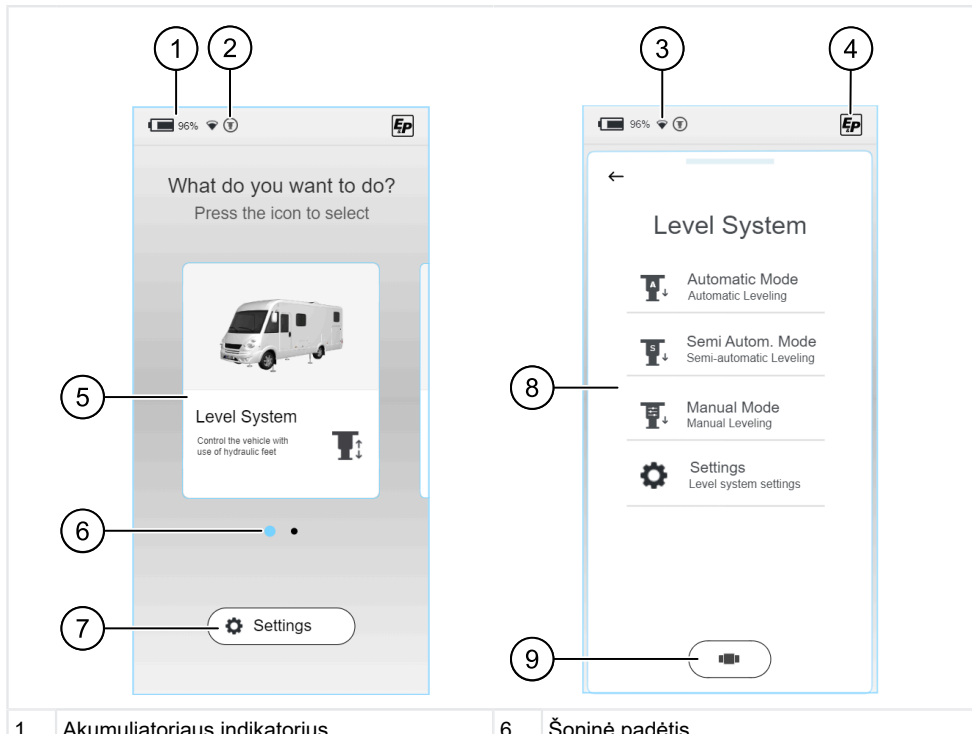 1
2
3
4
96%
EP
What do you want to do?
Press the icon to select
Level System
Control the vehicle with
use of hydraulic feet
5
6
7
Settings
96%
EP
Level System
Automatic Mode
Automatic Leveling
Semi Autom. Mode
Semi-automatic Leveling
Manual Mode
Manual Leveling
Settings
Level system settings
8
9
1 Akumuliatoriaus indikatorius
6 Šoninė padėtis